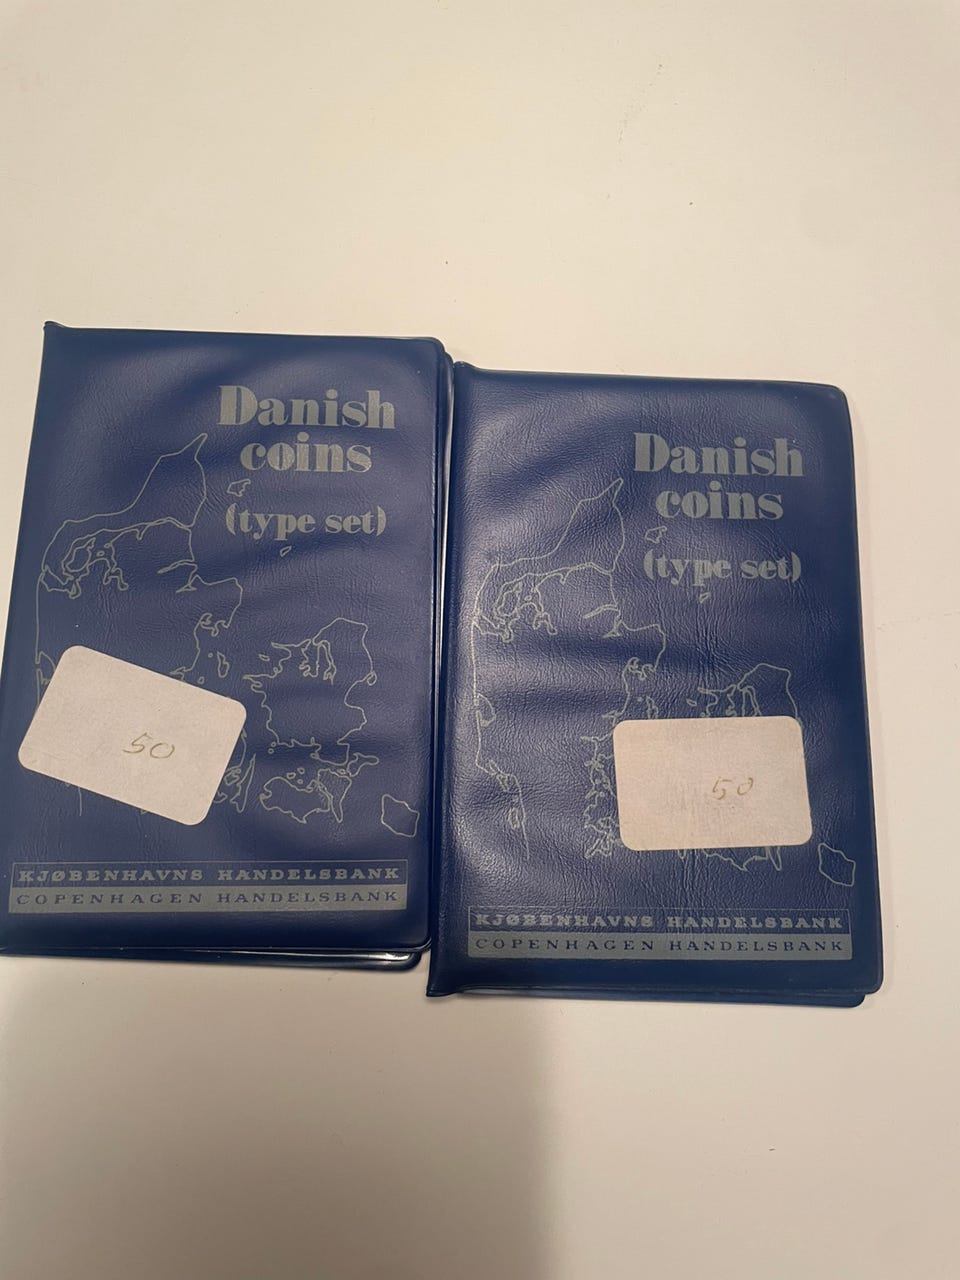 Danish
coins
(type set)
50
KJØBENHAVNS HANDELSBANK
COPENHAGEN HANDELSBANK
Danish
coins
(type set)
50
KJØBENHAVNS HANDELSBANK
COPENHAGEN HANDELSBANK